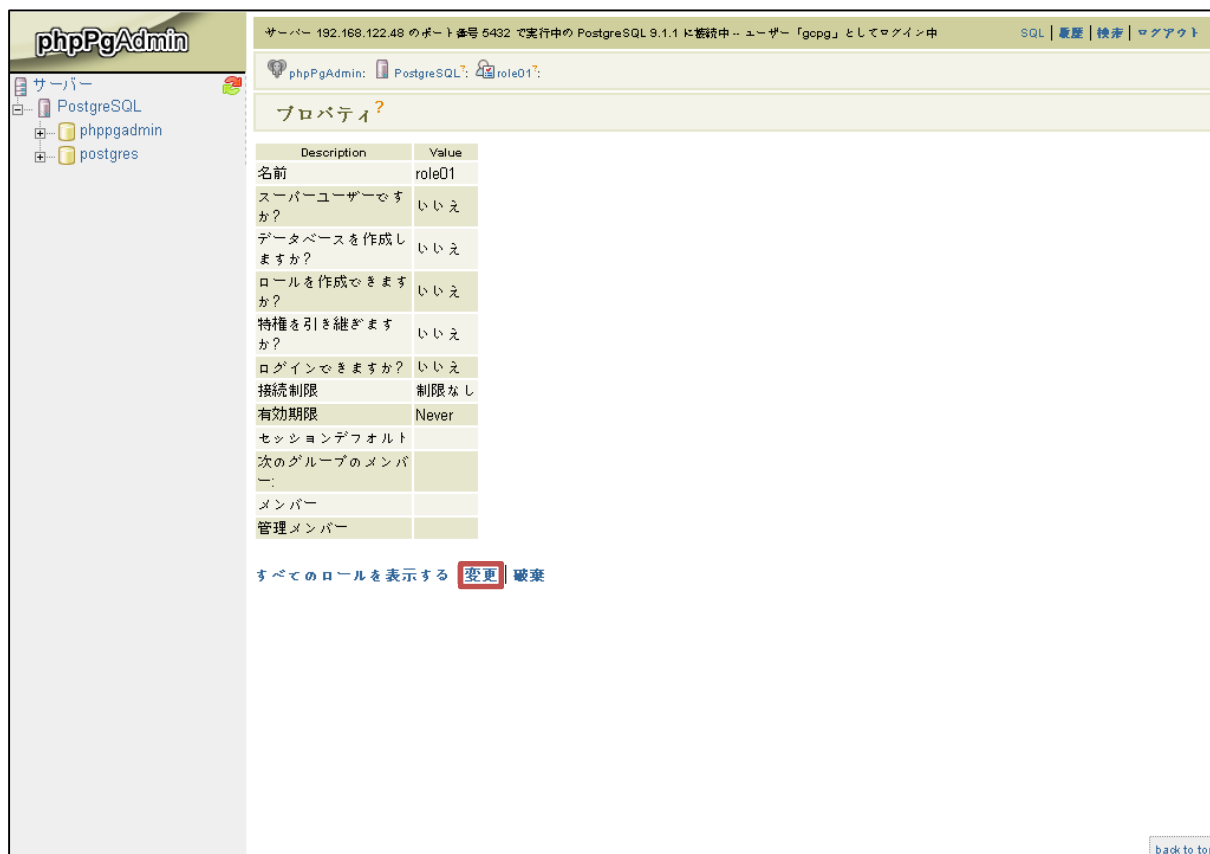 phpPgAdmin
サーバー 192.168.122.48 のポート番号 5432 で実行中の PostgreSQL 9.1.1 に接続中 -- ユーザー 「gopg」 としてログイン中
SQL | 履歴 | 検索 | ログアウト
phpPgAdmin: PostgreSQL?: role01?:
サーバー
PostgreSQL
phppgadmin
postgres
プロパティ?
Description Value
名前 role01
スーパーユーザーです
か? いいえ
データベースを作成し
ますか? いいえ
ロールを作成できます
か? いいえ
特権を引き継ぎます
か? いいえ
ログインできますか? いいえ
接続制限 制限なし
有効期限 Never
セッションデフォルト
次のグループのメンバ
ー:
メンバー
管理メンバー
すべてのロールを表示する 変更 | 破棄
back to top